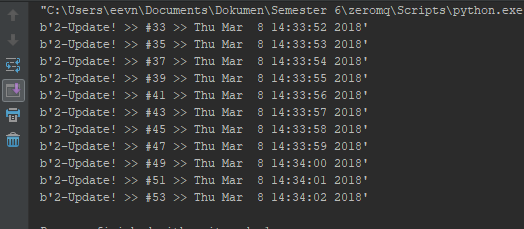 "C:\Users\eevn\Documents\Dokumen\Semester 6\zeromq\Scripts\python.exe
b'2-Update! >> #33 >> Thu Mar  8 14:33:52 2018'
b'2-Update! >> #35 >> Thu Mar  8 14:33:53 2018'
b'2-Update! >> #37 >> Thu Mar  8 14:33:54 2018'
b'2-Update! >> #39 >> Thu Mar  8 14:33:55 2018'
b'2-Update! >> #41 >> Thu Mar  8 14:33:56 2018'
b'2-Update! >> #43 >> Thu Mar  8 14:33:57 2018'
b'2-Update! >> #45 >> Thu Mar  8 14:33:58 2018'
b'2-Update! >> #47 >> Thu Mar  8 14:33:59 2018'
b'2-Update! >> #49 >> Thu Mar  8 14:34:00 2018'
b'2-Update! >> #51 >> Thu Mar  8 14:34:01 2018'
b'2-Update! >> #53 >> Thu Mar  8 14:34:02 2018'